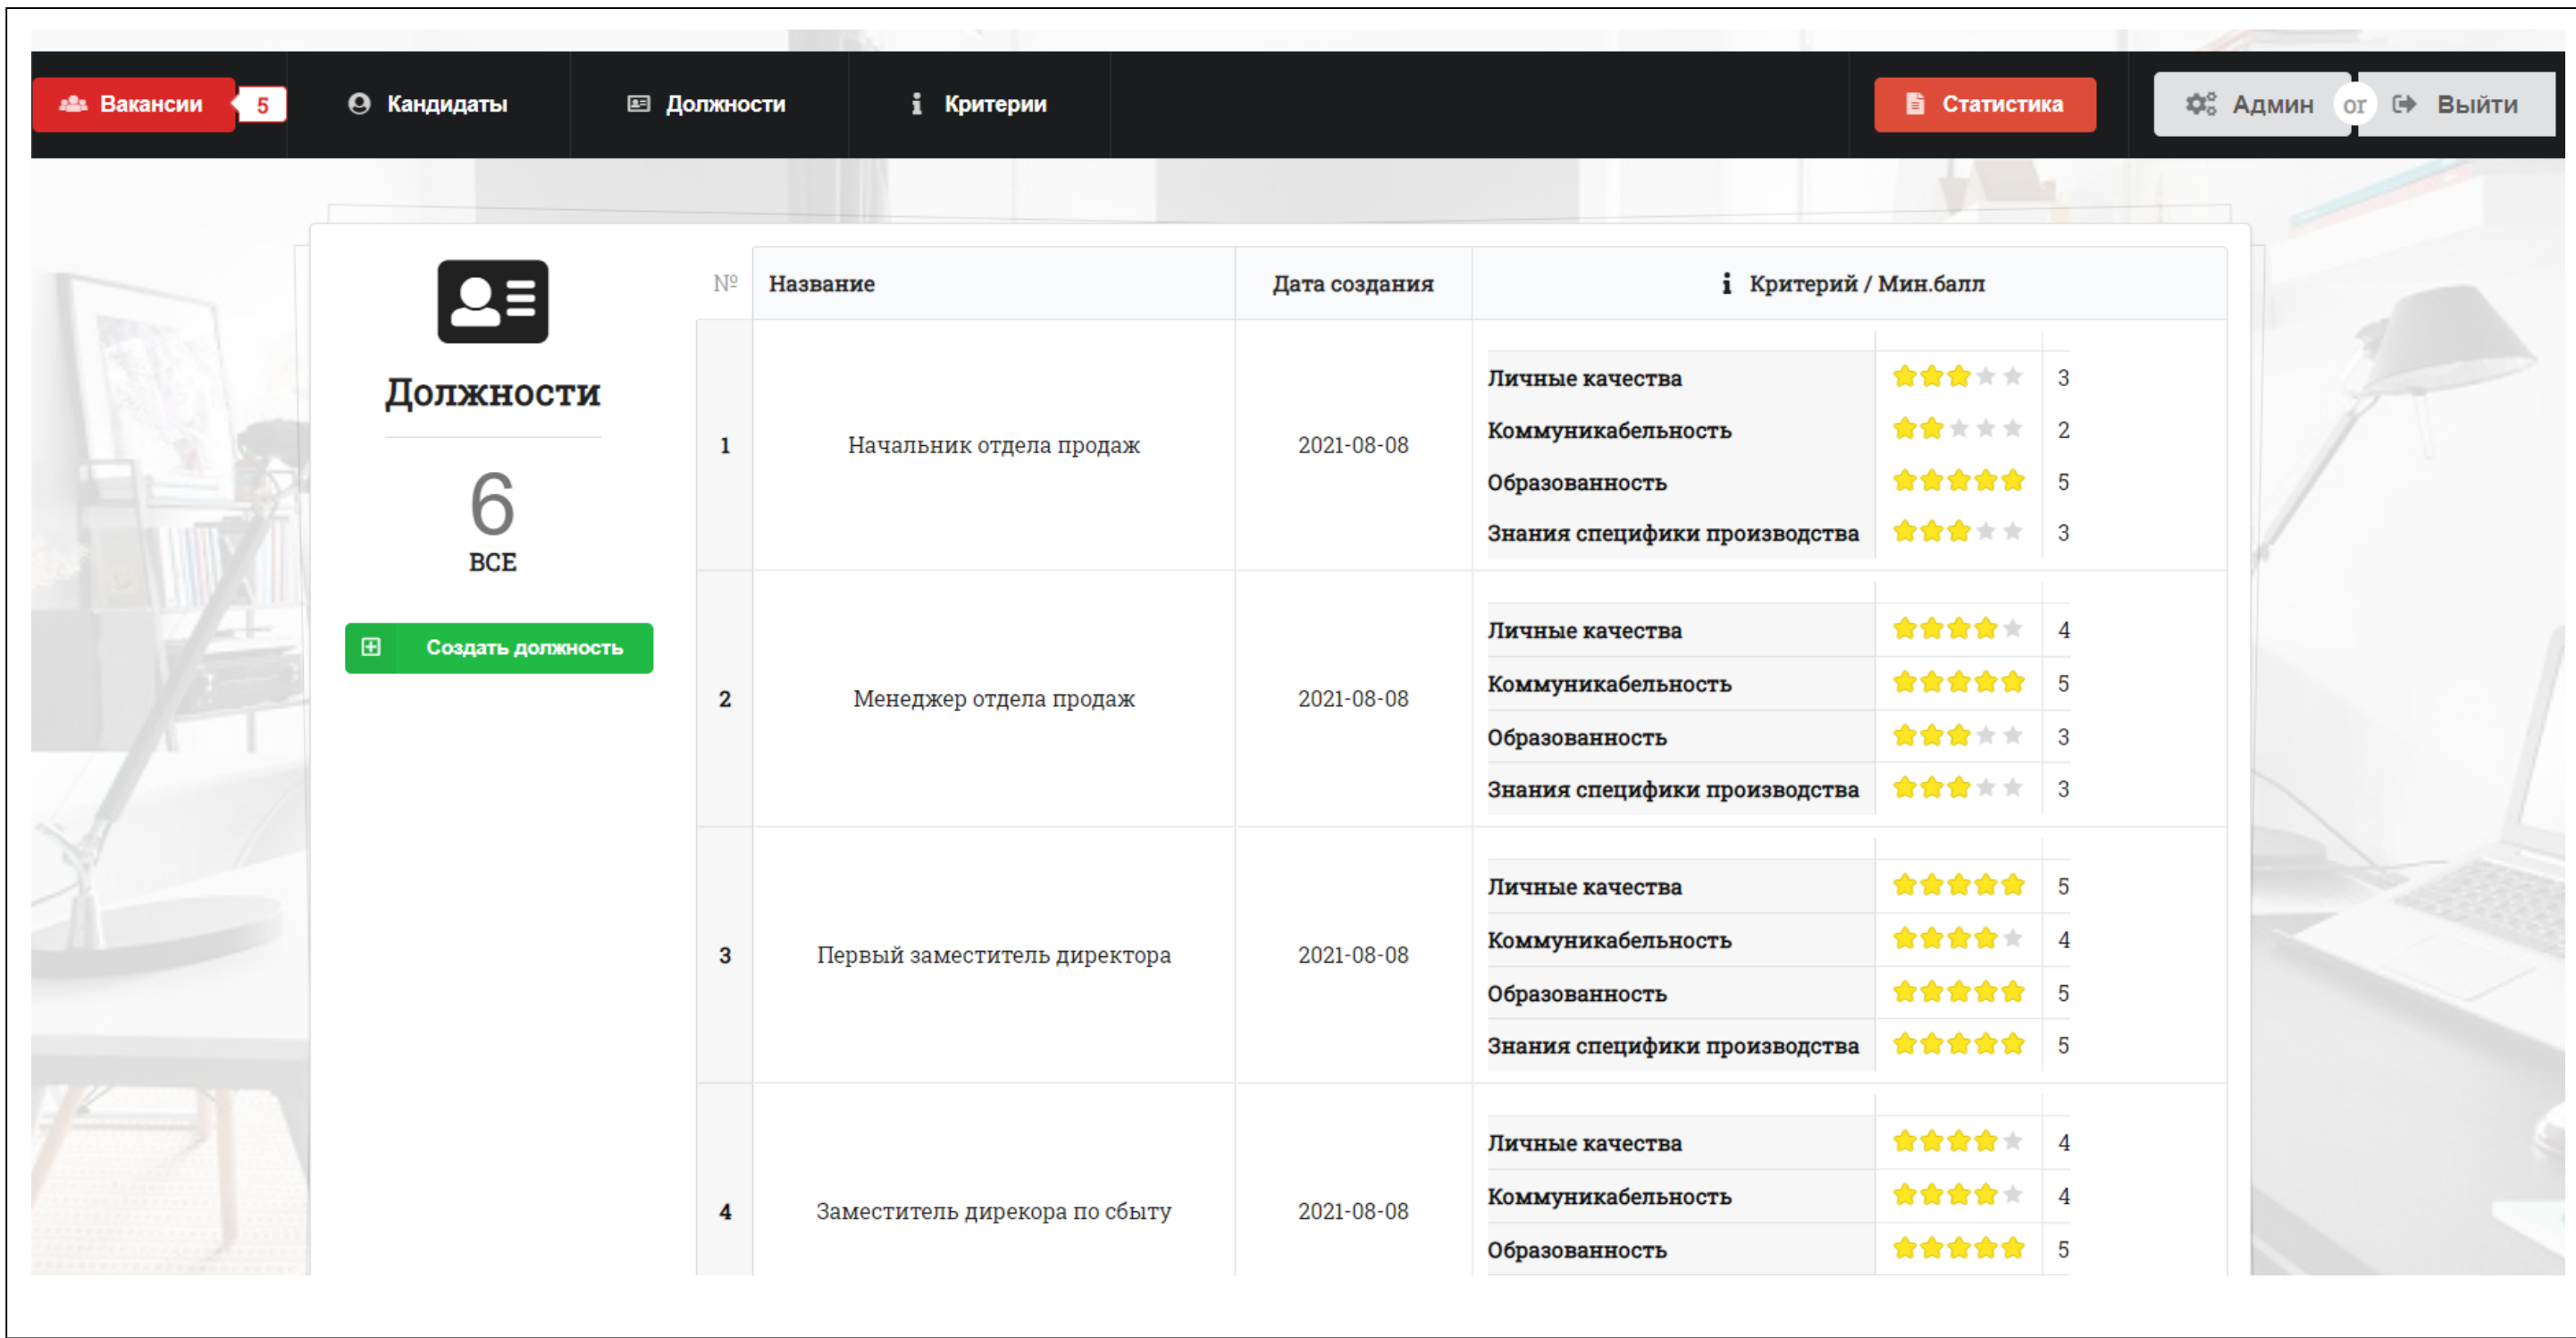 Вакансии 5 Кандидаты Должности Критерии Статистика Админ or Выйти
Должности
6
ВСЕ
Создать должность
№ Название Дата создания Критерий / Мин.балл
1 Начальник отдела продаж 2021-08-08
Личные качества 3
Коммуникабельность 2
Образованность 5
Знания специфики производства 3
2 Менеджер отдела продаж 2021-08-08
Личные качества 4
Коммуникабельность 5
Образованность 3
Знания специфики производства 3
3 Первый заместитель директора 2021-08-08
Личные качества 5
Коммуникабельность 4
Образованность 5
Знания специфики производства 5
4 Заместитель дирекора по сбыту 2021-08-08
Личные качества 4
Коммуникабельность 4
Образованность 5